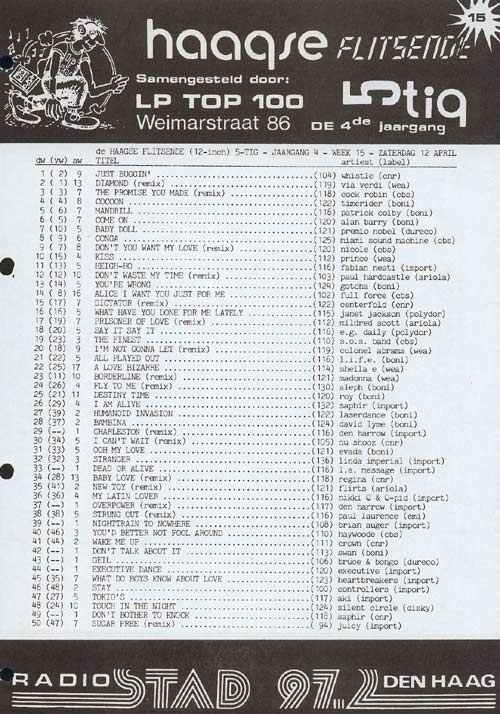 15
haagse FLITSENDE
Samengesteld door:
LP TOP 100
Weimarstraat 86
5tig
DE 4de jaargang
de HAAGSE FLITSENDE (12-inch) 5-TIG - JAARGANG 4 - WEEK 15 - ZATERDAG 12 APRIL
dw (vw) aw TITEL artiest (label)
1 ( 2) 9 JUST BUGGIN' (104) whistle (cnr)
2 ( 1) 13 DIAMOND (remix) (119) via verdi (wea)
3 ( 3) 7 THE PROMISE YOU MADE (remix) (118) cock robin (cbs)
4 ( 4) 8 COCOON (122) timerider (boni)
5 ( 6) 7 MANDRILL (118) patrick colby (boni)
6 ( 5) 7 COME ON (120) alan barry (boni)
7 (10) 5 BABY DOLL (121) premio nobel (dureco)
8 ( 9) 6 CONGA (125) miami sound machine (cbs)
9 ( 7) 8 DON'T YOU WANT MY LOVE (remix) (120) nicole (cbs)
10 (15) 4 KISS (112) prince (wea)
11 (13) 5 HEIGH-HO (116) fabian nesti (import)
12 (12) 10 DON'T WASTE MY TIME (remix) (103) paul hardcastle (ariola)
13 (14) 5 YOU'RE WRONG (124) gotcha (boni)
14 ( 8) 16 ALICE I WANT YOU JUST FOR ME (102) full force (cbs)
15 (17) 7 DICTATOR (remix) (122) centerfold (cnr)
16 (16) 5 WHAT HAVE YOU DONE FOR ME LATELY (115) janet jackson (polydor)
17 (19) 7 PRISONER OF LOVE (remix) (112) mildred scott (ariola)
18 (20) 5 SAY IT SAY IT (116) e.g. daily (polydor)
19 (23) 3 THE FINEST (110) s.o.s. band (cbs)
20 (18) 9 I'M NOT GONNA LET (remix) (119) colonel abrams (wea)
21 (22) 5 ALL PLAYED OUT (116) l.i.f.e. (boni)
22 (25) 17 A LOVE BIZARRE (114) sheila e (wea)
23 (11) 10 BORDERLINE (remix) (121) madonna (wea)
24 (26) 4 FLY TO ME (remix) (130) aleph (boni)
25 (21) 11 DESTINY TIME (120) roy (boni)
26 (29) 4 I AM ALIVE (132) saphir (import)
27 (39) 2 HUMANOID INVASION (122) laserdance (boni)
28 (37) 2 BAMBINA (124) david lyme (boni)
29 (--) 1 CHARLESTON (remix) (116) den harrow (import)
30 (34) 5 I CAN'T WAIT (remix) (105) nu shooz (cnr)
31 (33) 5 OOH MY LOVE (121) evada (boni)
32 (32) 3 STRANGER (136) linda imperial (import)
33 (--) 1 DEAD OR ALIVE (116) l.a. message (import)
34 (28) 13 BABY LOVE (remix) (118) regina (cnr)
35 (41) 2 NEW TOY (remix) (121) flirts (ariola)
36 (36) 4 MY LATIN LOVER (116) nikki Q & Q-pid (import)
37 (--) 1 OVERPOWER (remix) (117) den harrow (import)
38 (38) 5 STRUNG OUT (remix) (116) paul laurence (emi)
39 (--) 1 NIGHTTRAIN TO NOWHERE (108) brian auger (import)
40 (46) 3 YOU'D BETTER NOT FOOL AROUND (110) haywoode (cbs)
41 (44) 2 WAKE ME UP (111) crown (cnr)
42 (--) 1 DON'T TALK ABOUT IT (113) swan (boni)
43 (--) 1 GEIL (106) bruce & bongo (dureco)
44 (--) 1 EXECUTIVE DANCE (120) executive (import)
45 (35) 7 WHAT DO BOYS KNOW ABOUT LOVE (123) heartbreakers (import)
46 (48) 2 STAY (100) controllers (import)
47 (27) 5 TOKIO'S (117) aki (import)
48 (24) 10 TOUCH IN THE NIGHT (124) silent circle (disky)
49 (--) 1 DON'T BOTHER TO KNOCK (115) saphir (cnr)
50 (47) 7 SUGAR FREE (remix) ( 94) juicy (import)
RADIO STAD 97.2 DEN HAAG